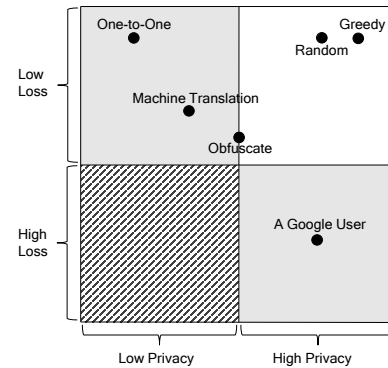 One-to-One
Greedy
Random
Low
Loss
Machine Translation
Obfuscate
A Google User
High
Loss
Low Privacy
High Privacy